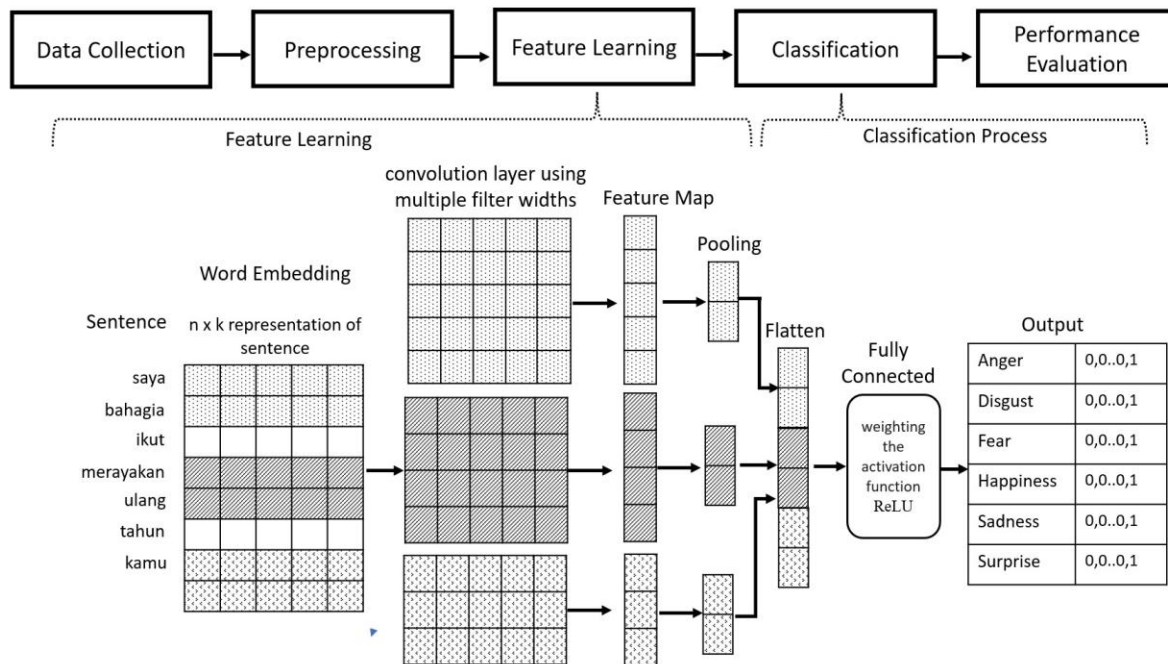 Data Collection
Preprocessing
Feature Learning
Classification
Performance
Evaluation
Feature Learning
Classification Process
convolution layer using
multiple filter widths
Feature Map
Pooling
Word Embedding
Sentence
n x k representation of
sentence
saya
bahagia
ikut
merayakan
ulang
tahun
kamu
Flatten
Fully
Connected
weighting
the
activation
function
ReLU
Output
Anger 0,0..0,1
Disgust 0,0..0,1
Fear 0,0..0,1
Happiness 0,0..0,1
Sadness 0,0..0,1
Surprise 0,0..0,1